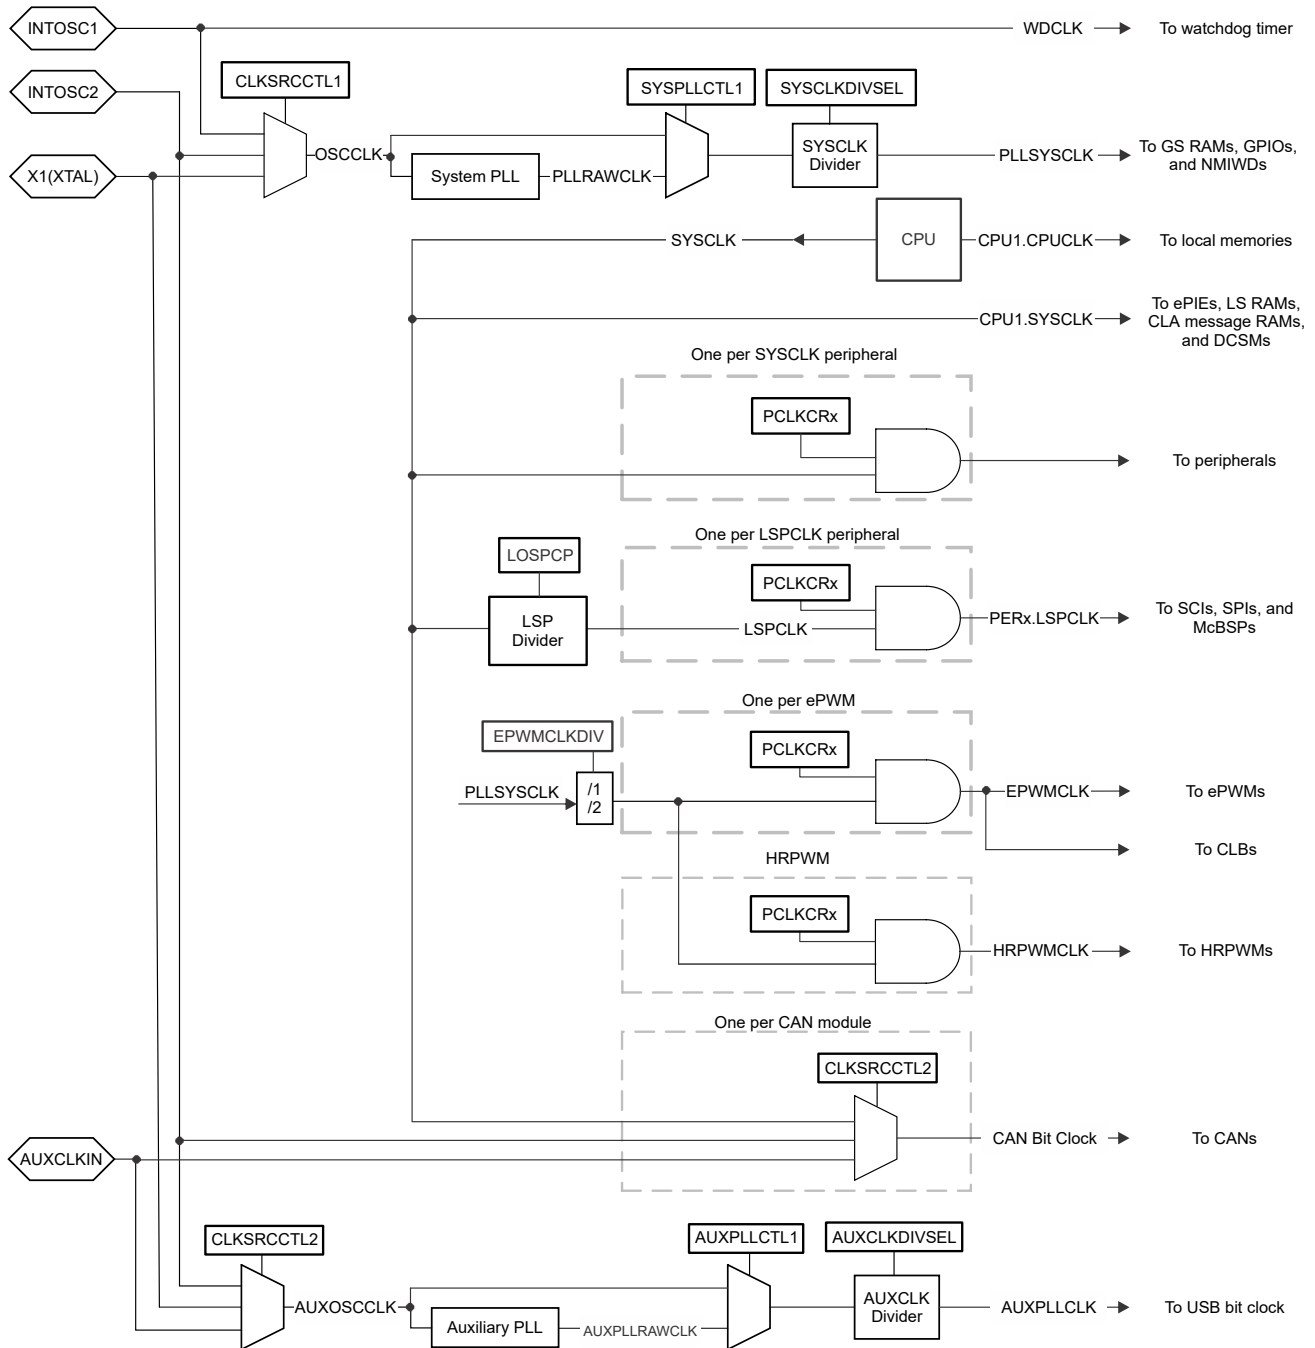 INTOSC1
WDCLK
To watchdog timer
INTOSC2
CLKSRCCTL1
SYSPLLCTL1
SYSCLKDIVSEL
X1(XTAL)
OSCCLK
System PLL
PLLRAWCLK
SYSCLK
Divider
PLLSYSCLK
To GS RAMs, GPIOs,
and NMIWDs
SYSCLK
CPU
CPU1.CPUCLK
To local memories
CPU1.SYSCLK
To ePIEs, LS RAMs,
CLA message RAMs,
and DCSMs
One per SYSCLK peripheral
PCLKCRx
To peripherals
One per LSPCLK peripheral
LOSPCP
PCLKCRx
LSP
Divider
LSPCLK
PERx.LSPCLK
To SCIs, SPIs, and
McBSPs
One per ePWM
EPWMCLKDIV
PCLKCRx
PLLSYSCLK
/1
/2
EPWMCLK
To ePWMs
To CLBs
HRPWM
PCLKCRx
HRPWMCLK
To HRPWMs
One per CAN module
CLKSRCCTL2
CAN Bit Clock
To CANs
AUXCLKIN
CLKSRCCTL2
AUXPLLCTL1
AUXCLKDIVSEL
AUXOSCCLK
Auxiliary PLL
AUXPLLRAWCLK
AUXCLK
Divider
AUXPLLCLK
To USB bit clock